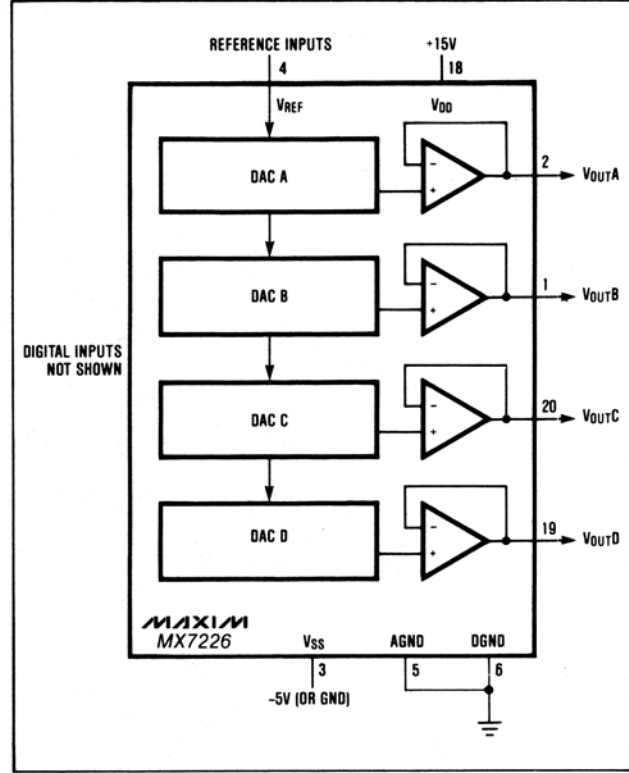 REFERENCE INPUTS
+15V
4
18
VREF
VDD
DAC A
-
+
2
VOUTA
DAC B
-
+
1
VOUTB
DIGITAL INPUTS
NOT SHOWN
DAC C
-
+
20
VOUTC
DAC D
-
+
19
VOUTD
MAXIM
MX7226
VSS
AGND
DGND
3
5
6
-5V (OR GND)